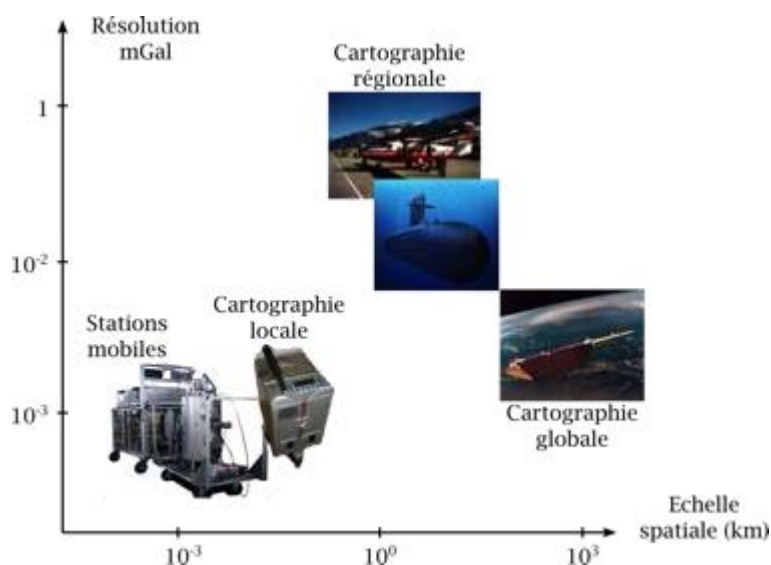 Résolution
mGal
Cartographie
régionale
1
10-2
Cartographie
locale
Stations
mobiles
10-3
Cartographie
globale
Echelle
spatiale (km)
10-3
100
103